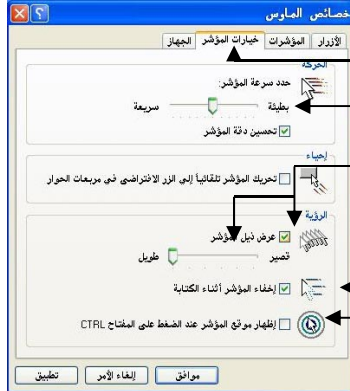 خصائص الماوس
الأزرار المؤشرات خيارات المؤشر الجهاز
الحركة
حدد سرعة المؤشر:
بطيئة سريعة
تحسين دقة المؤشر
إحياء
تحريك المؤشر تلقائياً إلى الزر الافتراضي في مربعات الحوار
الرؤية
عرض ذيل المؤشر
قصير طويل
إخفاء المؤشر أثناء الكتابة
إظهار موقع المؤشر عند الضغط على المفتاح CTRL
موافق إلغاء الأمر تطبيق